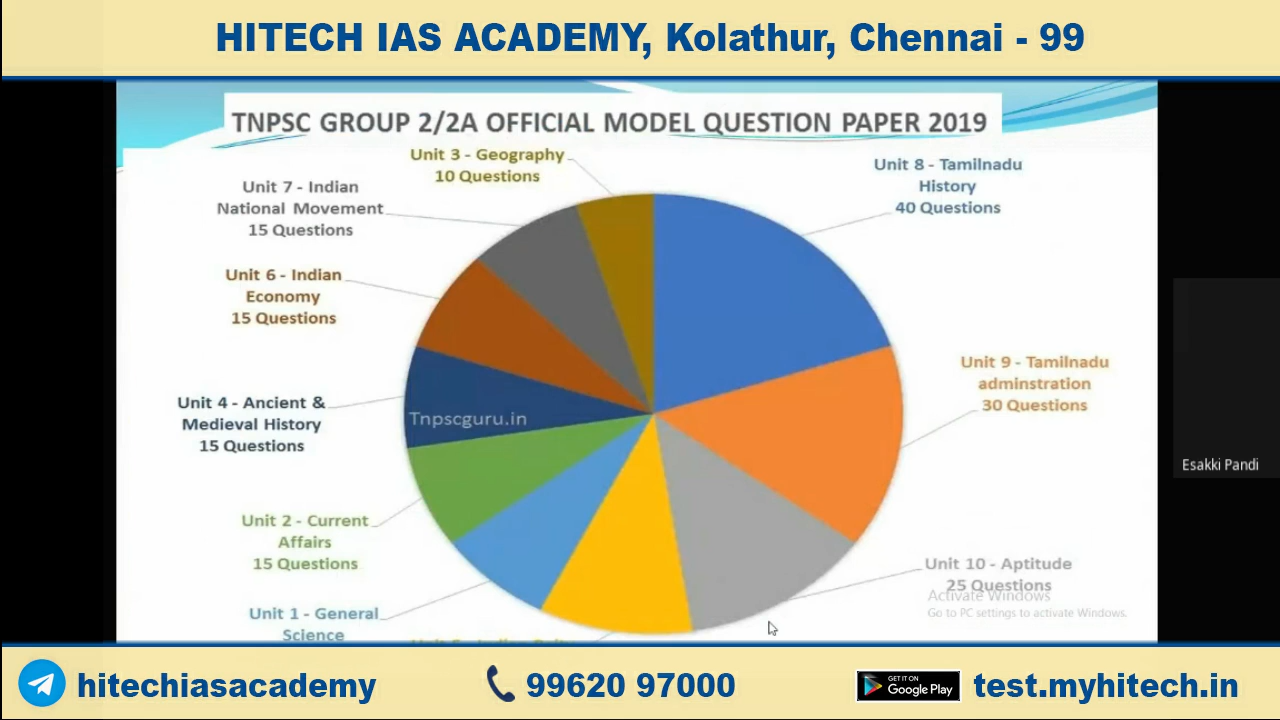 HITECH IAS ACADEMY, Kolathur, Chennai - 99
TNPSC GROUP 2/2A OFFICIAL MODEL QUESTION PAPER 2019
Unit 3 - Geography
10 Questions
Unit 8 - Tamilnadu
History
40 Questions
Unit 7 - Indian
National Movement
15 Questions
Unit 6 - Indian
Economy
15 Questions
Unit 9 - Tamilnadu
adminstration
30 Questions
Unit 4 - Ancient &
Medieval History
15 Questions
Tnpscguru.in
Esakki Pandi
Unit 2 - Current
Affairs
15 Questions
Unit 10 - Aptitude
25 Questions
Activate Windows
Go to PC settings to activate Windows.
Unit 1 - General
Science
hitechiasacademy
99620 97000
GET IT ON
Google Play
test.myhitech.in